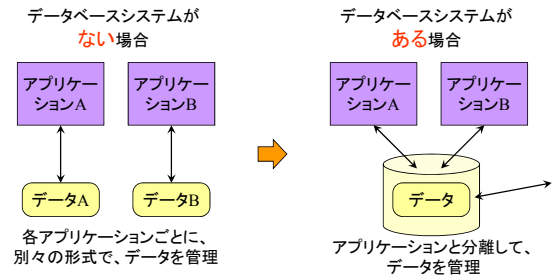 データベースシステムが
ない場合
アプリケー
ションA
アプリケー
ションB
データA
データB
各アプリケーションごとに、
別々の形式で、データを管理
データベースシステムが
ある場合
アプリケー
ションA
アプリケー
ションB
データ
アプリケーションと分離して、
データを管理